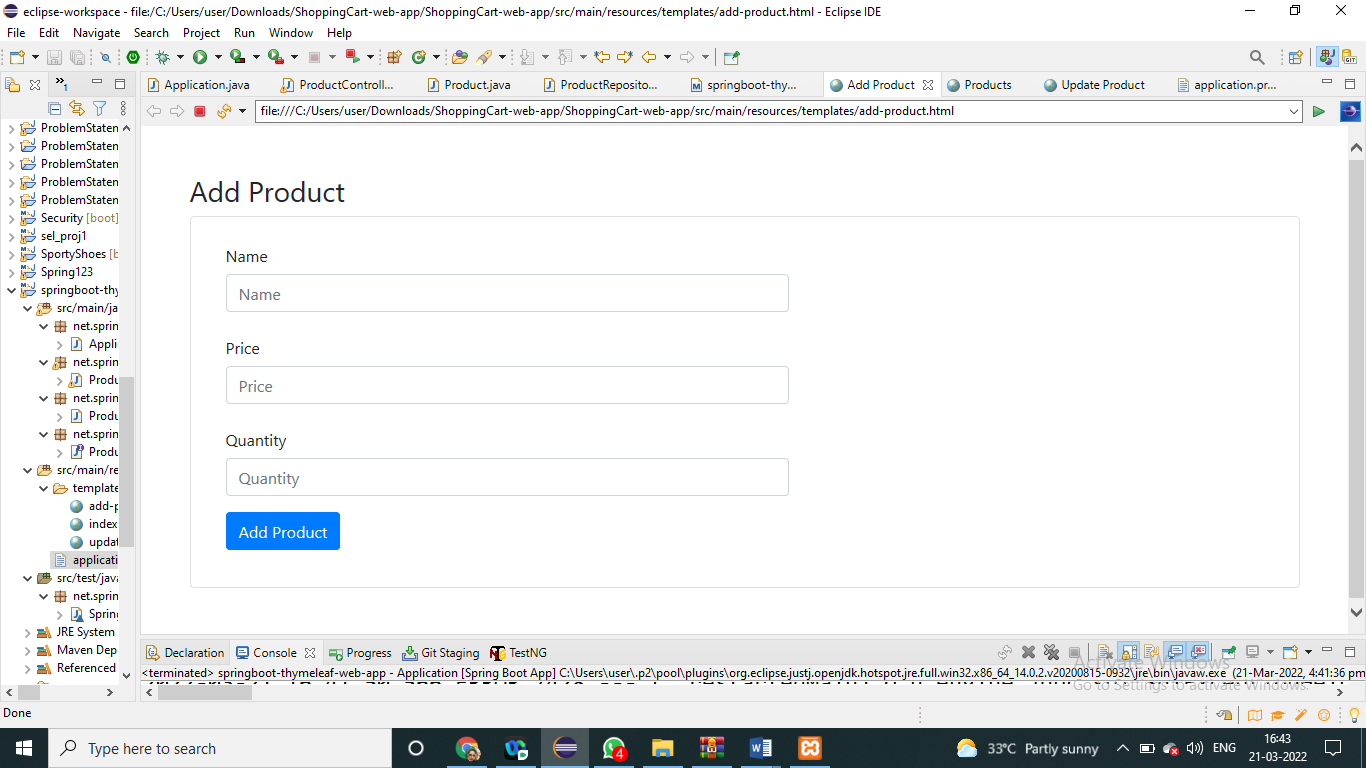 eclipse-workspace - file:/C:/Users/user/Downloads/ShoppingCart-web-app/ShoppingCart-web-app/src/main/resources/templates/add-product.html - Eclipse IDE
File Edit Navigate Search Project Run Window Help
Application.java ProductControll... Product.java ProductReposito... springboot-thy... Add Product Products Update Product application.pr...
file:///C:/Users/user/Downloads/ShoppingCart-web-app/ShoppingCart-web-app/src/main/resources/templates/add-product.html
ProblemStaten
ProblemStaten
ProblemStaten
ProblemStaten
ProblemStaten
Security [boot]
sel_proj1
SportyShoes [b
Spring123
springboot-thy
src/main/ja
net.sprin
Appli
net.sprin
Produ
net.sprin
Produ
net.sprin
Produ
src/main/re
template
add-p
index
updat
applicati
src/test/java
net.sprin
Spring
JRE System
Maven Dep
Referenced
Add Product
Name
Name
Price
Price
Quantity
Quantity
Add Product
Declaration Console Progress Git Staging TestNG
<terminated> springboot-thymeleaf-web-app - Application [Spring Boot App] C:\Users\user\.p2\pool\plugins\org.eclipse.justj.openjdk.hotspot.jre.full.win32.x86_64_14.0.2.v20200815-0932\jre\bin\javaw.exe (21-Mar-2022, 4:41:36 pm
Activate Windows
Go to Settings to activate Windows.
Done
Type here to search
4
33°C Partly sunny
ENG
16:43
21-03-2022